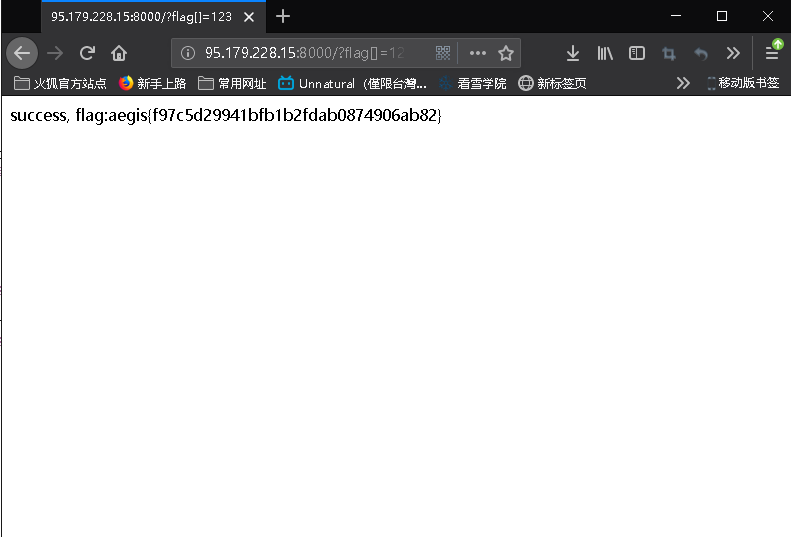 95.179.228.15:8000/?flag[]=123
95.179.228.15:8000/?flag[]=12
火狐官方站点 新手上路 常用网址 Unnatural（僅限台灣... 看雪学院 新标签页 移动版书签
success, flag:aegis{f97c5d29941bfb1b2fdab0874906ab82}